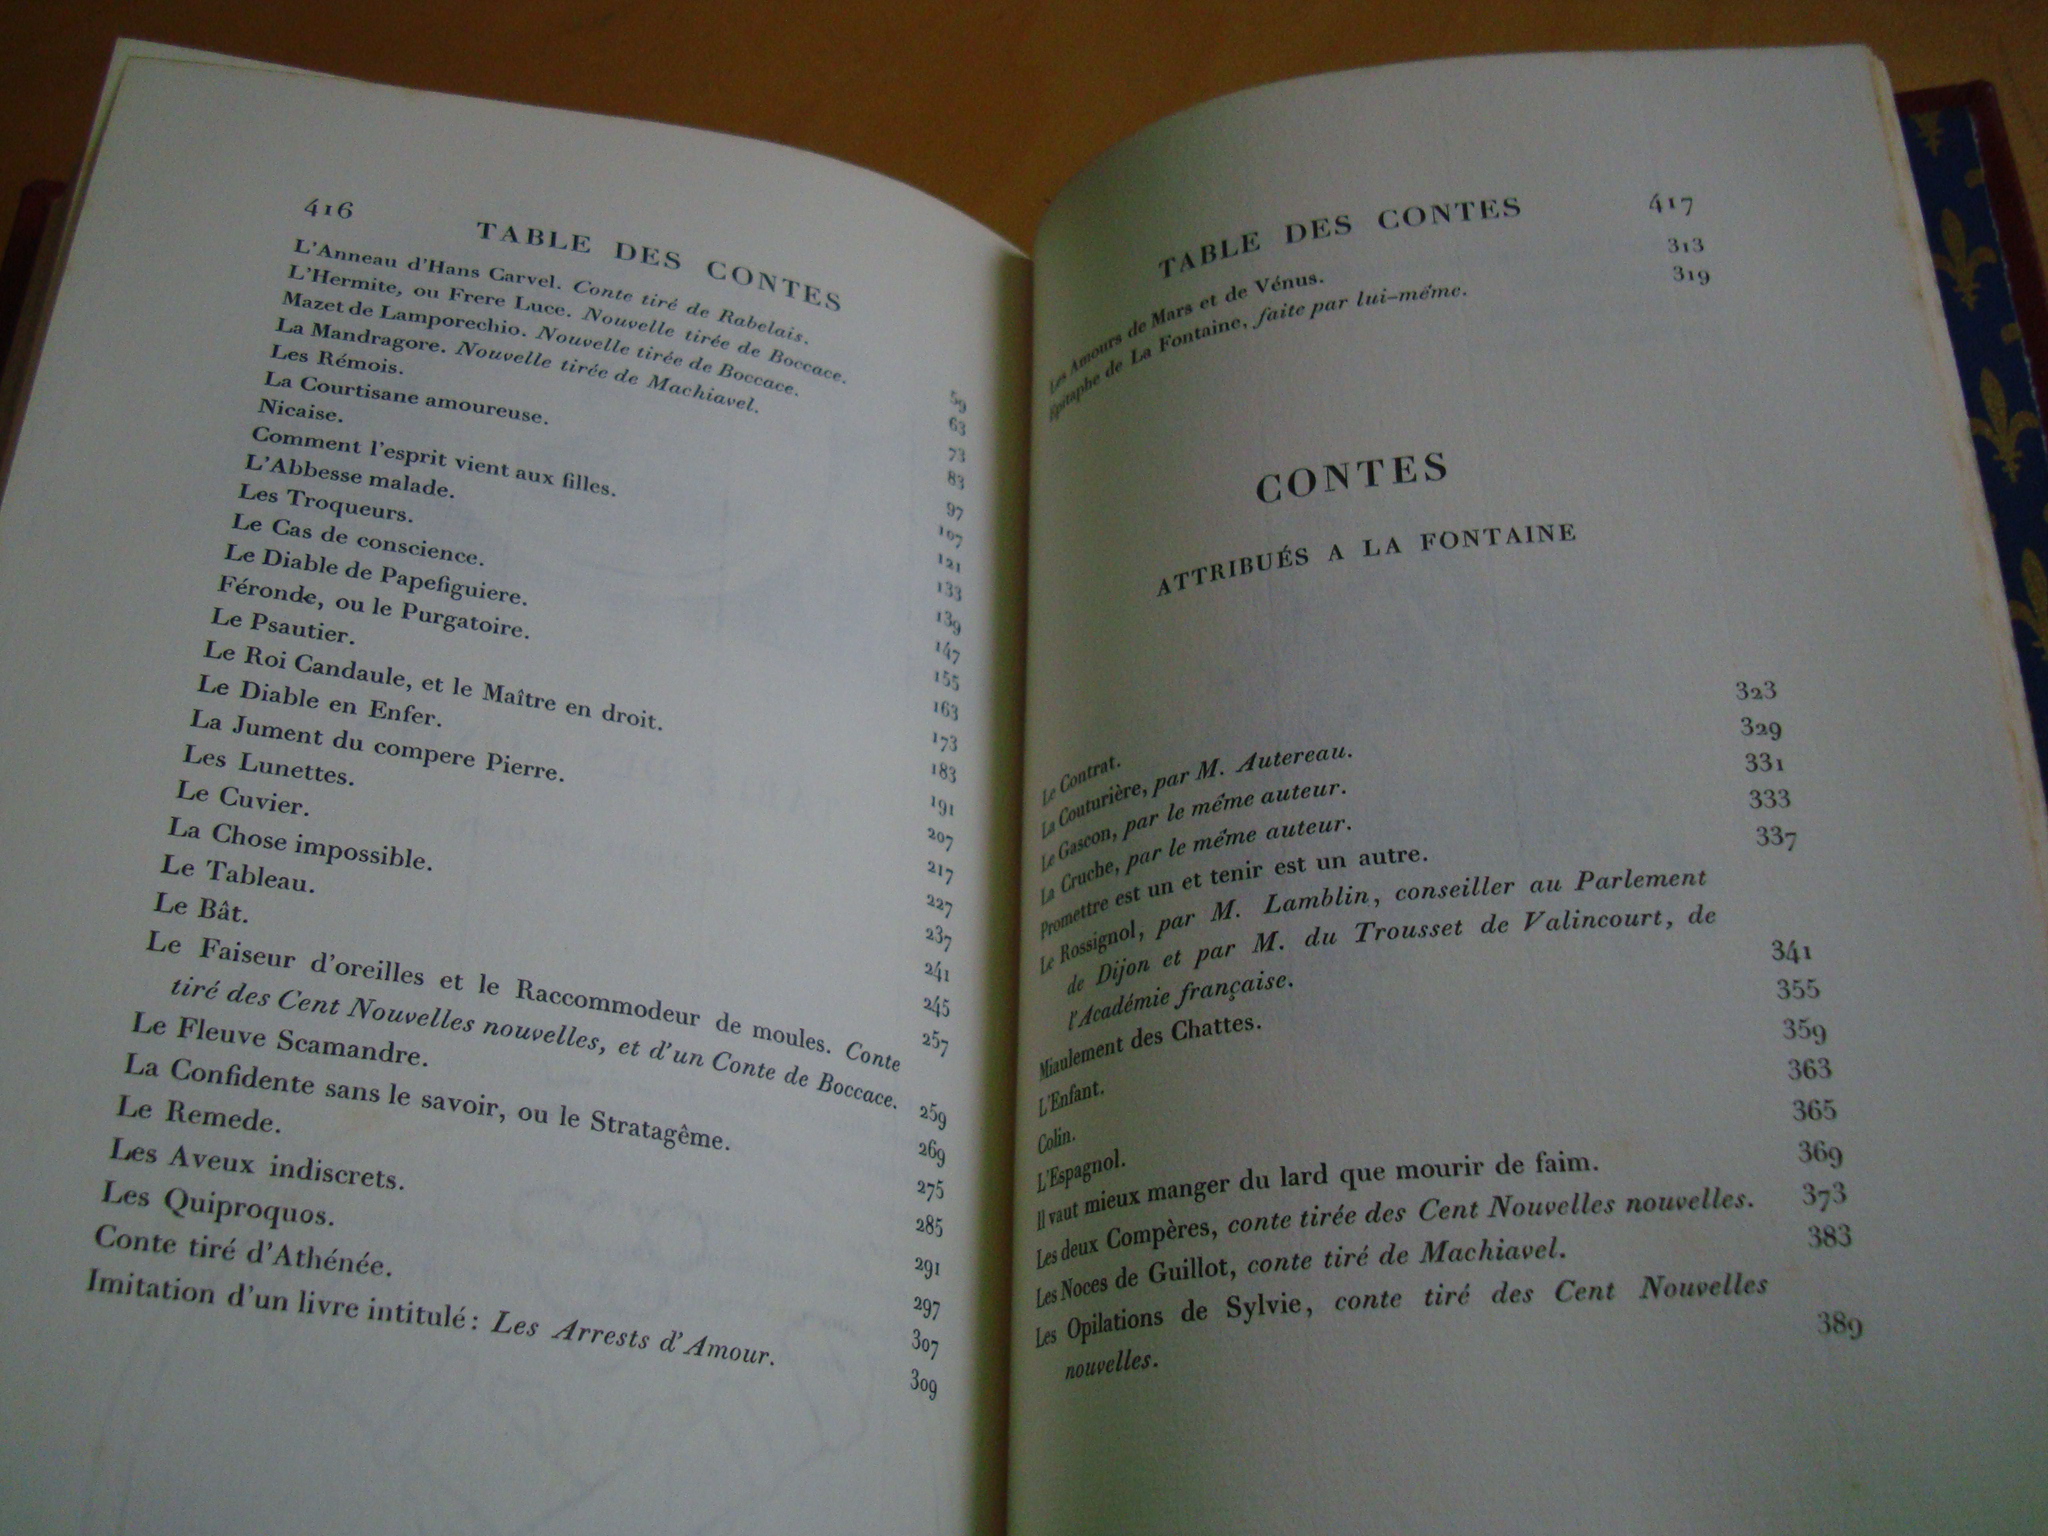 416 TABLE DES CONTES
L'Anneau d'Hans Carvel. Conte tiré de Rabelais. 59
L'Hermite, ou Frere Luce. Nouvelle tirée de Boccace. 63
Mazet de Lamporechio. Nouvelle tirée de Boccace. 73
La Mandragore. Nouvelle tirée de Machiavel. 83
Les Rémois. 97
La Courtisane amoureuse. 107
Nicaise. 121
Comment l'esprit vient aux filles. 133
L'Abbesse malade. 139
Les Troqueurs. 147
Le Cas de conscience. 155
Le Diable de Papefiguiere. 163
Féronde, ou le Purgatoire. 173
Le Psautier. 183
Le Roi Candaule, et le Maître en droit. 191
Le Diable en Enfer. 207
La Jument du compere Pierre. 217
Les Lunettes. 227
Le Cuvier. 237
La Chose impossible. 241
Le Tableau. 245
Le Bât. 257
Le Faiseur d'oreilles et le Raccommodeur de moules. Conte
tiré des Cent Nouvelles nouvelles, et d'un Conte de Boccace. 259
Le Fleuve Scamandre. 269
La Confidente sans le savoir, ou le Stratagême. 275
Le Remede. 285
Les Aveux indiscrets. 291
Les Quiproquos. 297
Conte tiré d'Athénée. 307
Imitation d'un livre intitulé : Les Arrests d'Amour. 309
TABLE DES CONTES 417
Les Amours de Mars et de Vénus. 313
Épitaphe de La Fontaine, faite par lui-même. 319
CONTES
ATTRIBUÉS A LA FONTAINE
Le Contrat. 323
La Couturière, par M. Autereau. 329
Le Gascon, par le même auteur. 331
La Cruche, par le même auteur. 333
Promettre est un et tenir est un autre. 337
Le Rossignol, par M. Lamblin, conseiller au Parlement
de Dijon et par M. du Trousset de Valincourt, de
l'Académie française. 341
Miaulement des Chattes. 355
L'Enfant. 359
Colin. 363
L'Espagnol. 365
Il vaut mieux manger du lard que mourir de faim. 369
Les deux Compères, conte tirée des Cent Nouvelles nouvelles. 373
Les Noces de Guillot, conte tiré de Machiavel. 383
Les Opilations de Sylvie, conte tiré des Cent Nouvelles
nouvelles. 389